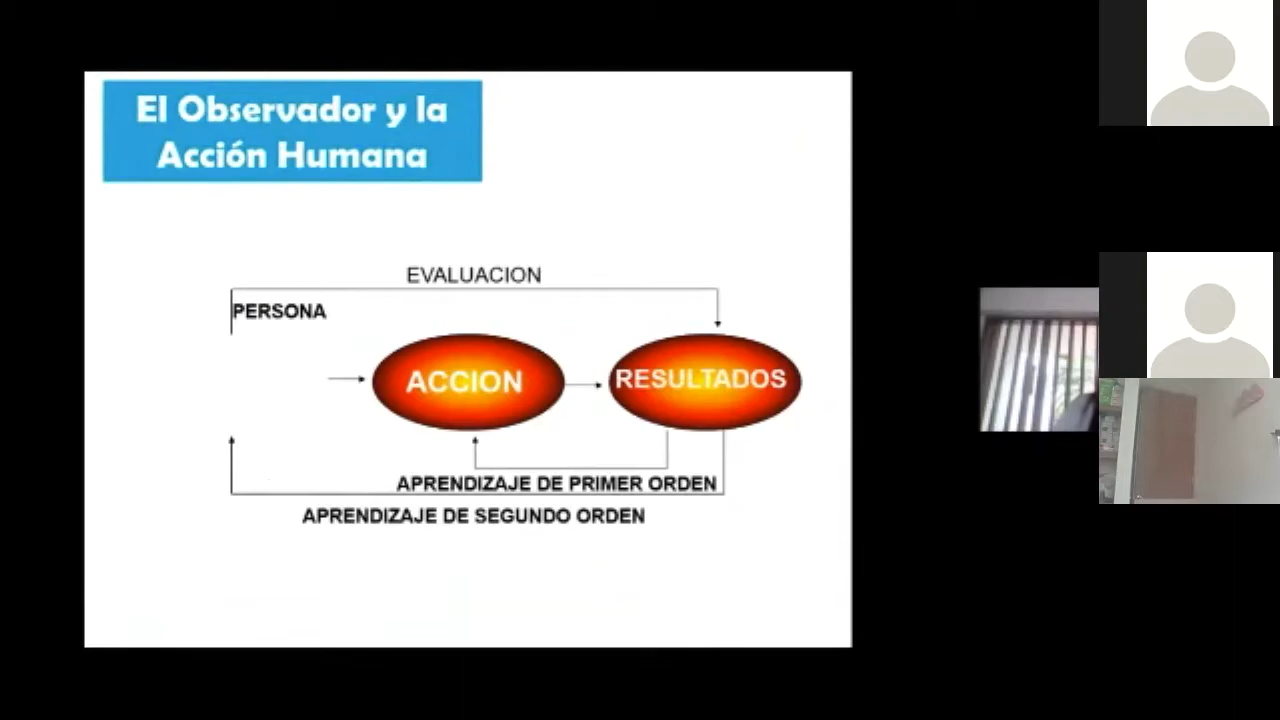 El Observador y la
Acción Humana
EVALUACION
PERSONA
ACCION
RESULTADOS
APRENDIZAJE DE PRIMER ORDEN
APRENDIZAJE DE SEGUNDO ORDEN